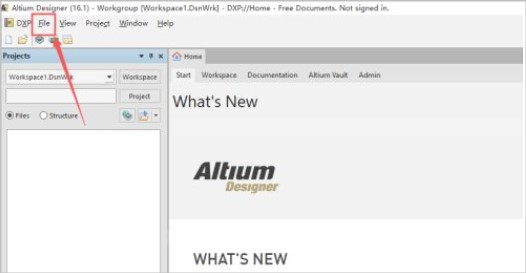 Altium Designer (16.1) - Workgroup [Workspace1.DsnWrk] - DXP://Home - Free Documents. Not signed in.
DXP File View Project Window Help
Projects
Home
Workspace1.DsnWrk Workspace
Start Workspace Documentation Altium Vault Admin
Project
What's New
Files Structure
Altium
Designer
WHAT'S NEW